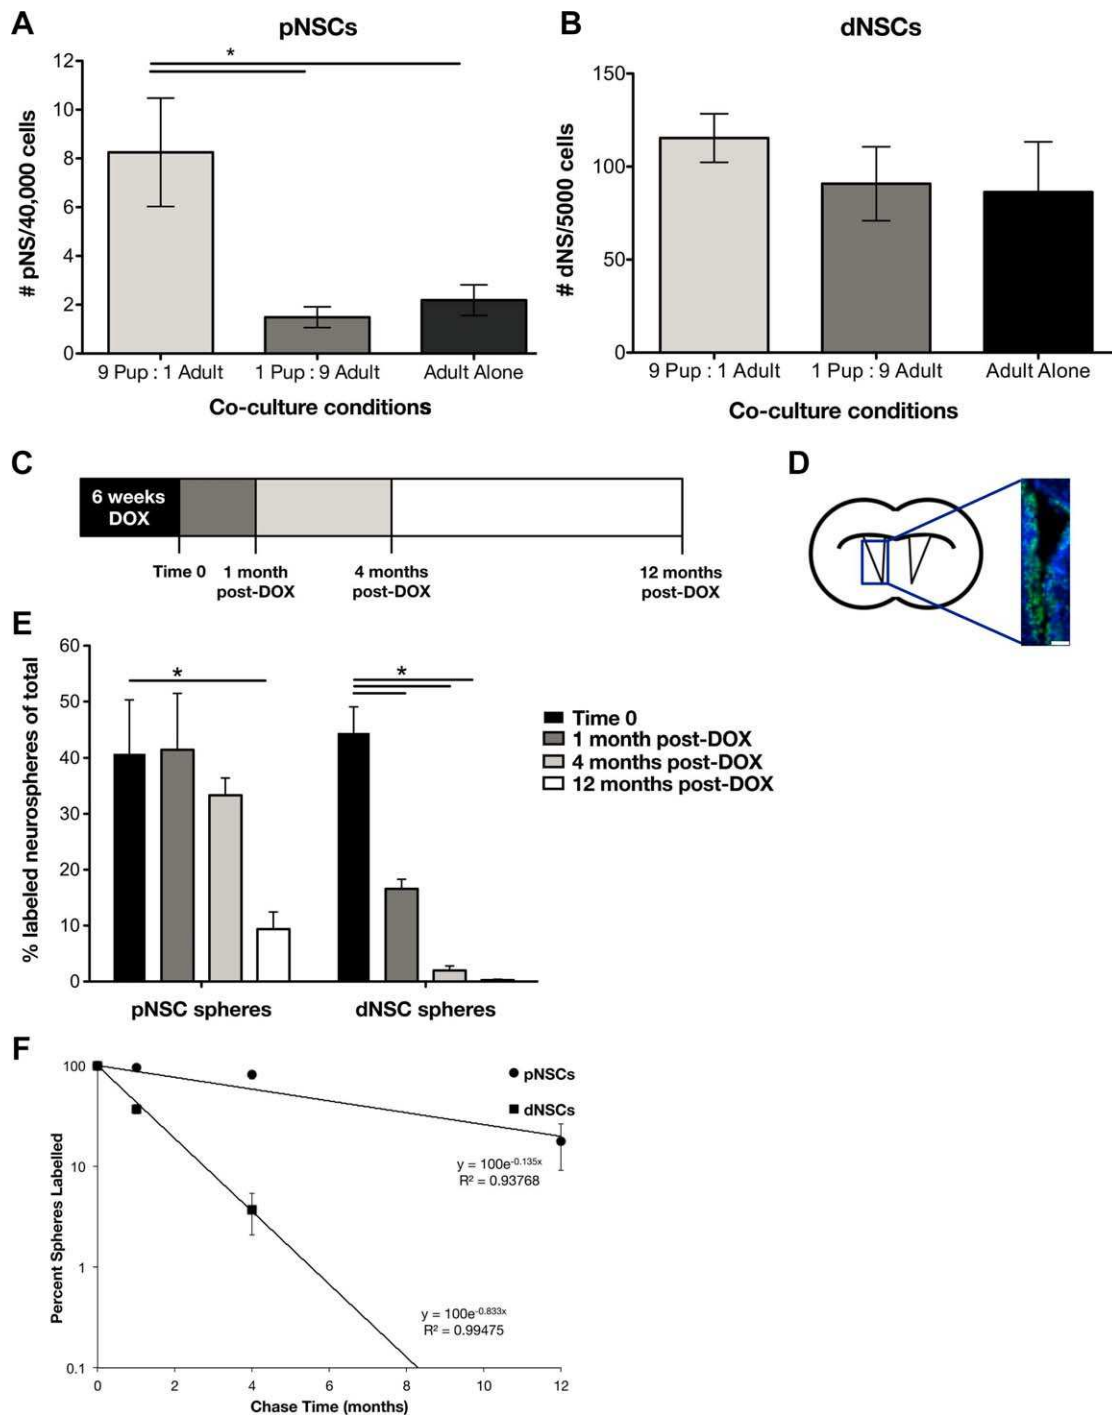 A
pNSCs
*
# pNS/40,000 cells
12
10
8
6
4
2
0
9 Pup : 1 Adult
1 Pup : 9 Adult
Adult Alone
Co-culture conditions
B
dNSCs
# dNS/5000 cells
150
100
50
0
9 Pup : 1 Adult
1 Pup : 9 Adult
Adult Alone
Co-culture conditions
C
6 weeks
DOX
Time 0
1 month
post-DOX
4 months
post-DOX
12 months
post-DOX
D
E
% labeled neurospheres of total
60
50
40
30
20
10
0
*
*
pNSC spheres
dNSC spheres
Time 0
1 month post-DOX
4 months post-DOX
12 months post-DOX
F
Percent Spheres Labelled
100
10
1
0.1
pNSCs
dNSCs
y = 100e^-0.135x
R² = 0.93768
y = 100e^-0.833x
R² = 0.99475
0 2 4 6 8 10 12
Chase Time (months)